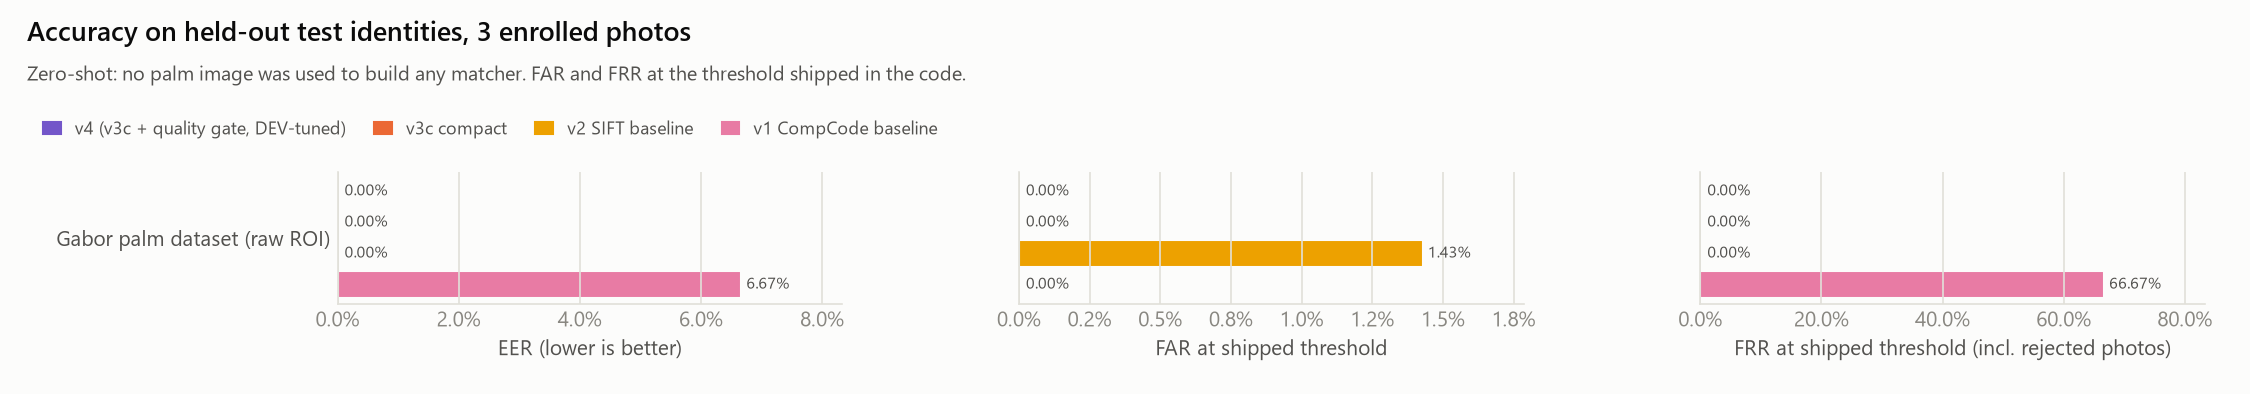 Accuracy on held-out test identities, 3 enrolled photos
Zero-shot: no palm image was used to build any matcher. FAR and FRR at the threshold shipped in the code.
v4 (v3c + quality gate, DEV-tuned) v3c compact v2 SIFT baseline v1 CompCode baseline
Gabor palm dataset (raw ROI)
0.00%
0.00%
0.00%
6.67%
0.0% 2.0% 4.0% 6.0% 8.0%
EER (lower is better)
0.00%
0.00%
1.43%
0.00%
0.0% 0.2% 0.5% 0.8% 1.0% 1.2% 1.5% 1.8%
FAR at shipped threshold
0.00%
0.00%
0.00%
66.67%
0.0% 20.0% 40.0% 60.0% 80.0%
FRR at shipped threshold (incl. rejected photos)